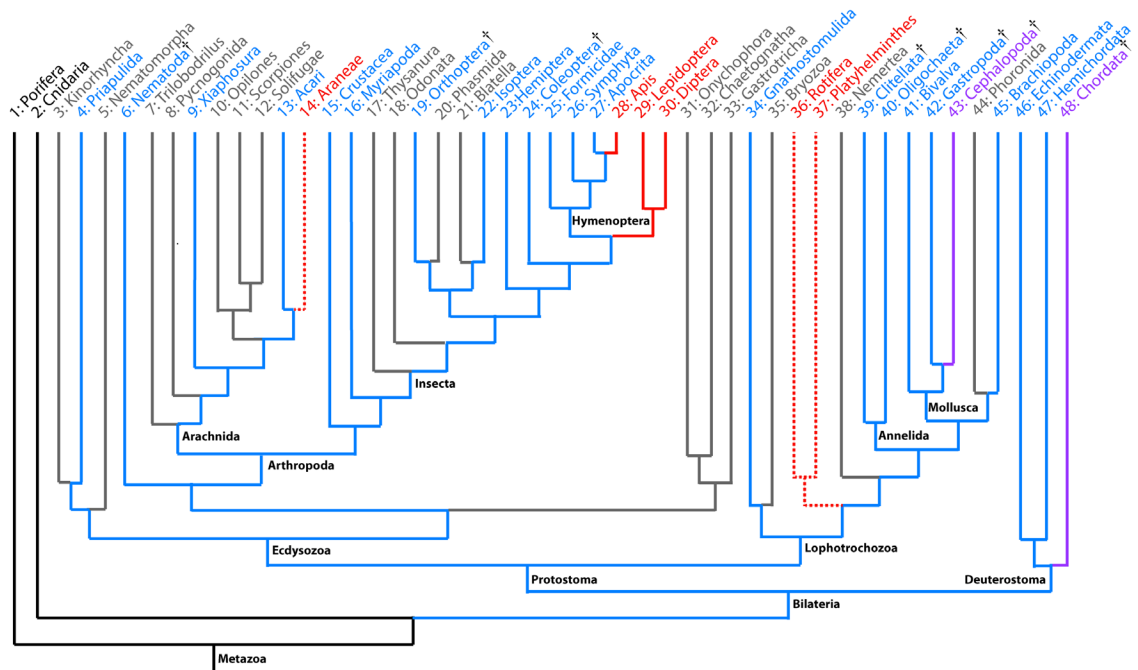 1: Porifera
2: Cnidaria
3: Kinorhyncha
4: Priapulida
5: Nematomorpha
6: Nematoda†
7: Trilobodrilus
8: Pycnogonida
9: Xiaphosura
10: Opilones
11: Scorpiones
12: Solifugae
13: Acari
14: Araneae
15: Crustacea
16: Myriapoda
17: Thysanura
18: Odonata
19: Orthoptera†
20: Phasmida
21: Blatella
22: Isoptera
23: Hemiptera
24: Coleoptera†
25: Formicidae
26: Symphyta
27: Apocrita
28: Apis
29: Lepidoptera
30: Diptera
31: Onychophora
32: Chaetognatha
33: Gastrotricha
34: Gnathostomulida
35: Bryozoa
36: Rotifera
37: Platyhelminthes
38: Nemertea
39: Clitellata†
40: Oligochaeta†
41: Bivalva
42: Gastropoda†
43: Cephalopoda†
44: Phoronida
45: Brachiopoda
46: Echinodermata
47: Hemichordata
48: Chordata†
Hymenoptera
Insecta
Mollusca
Arachnida
Annelida
Arthropoda
Ecdysozoa
Lophotrochozoa
Protostoma
Deuterostoma
Bilateria
Metazoa